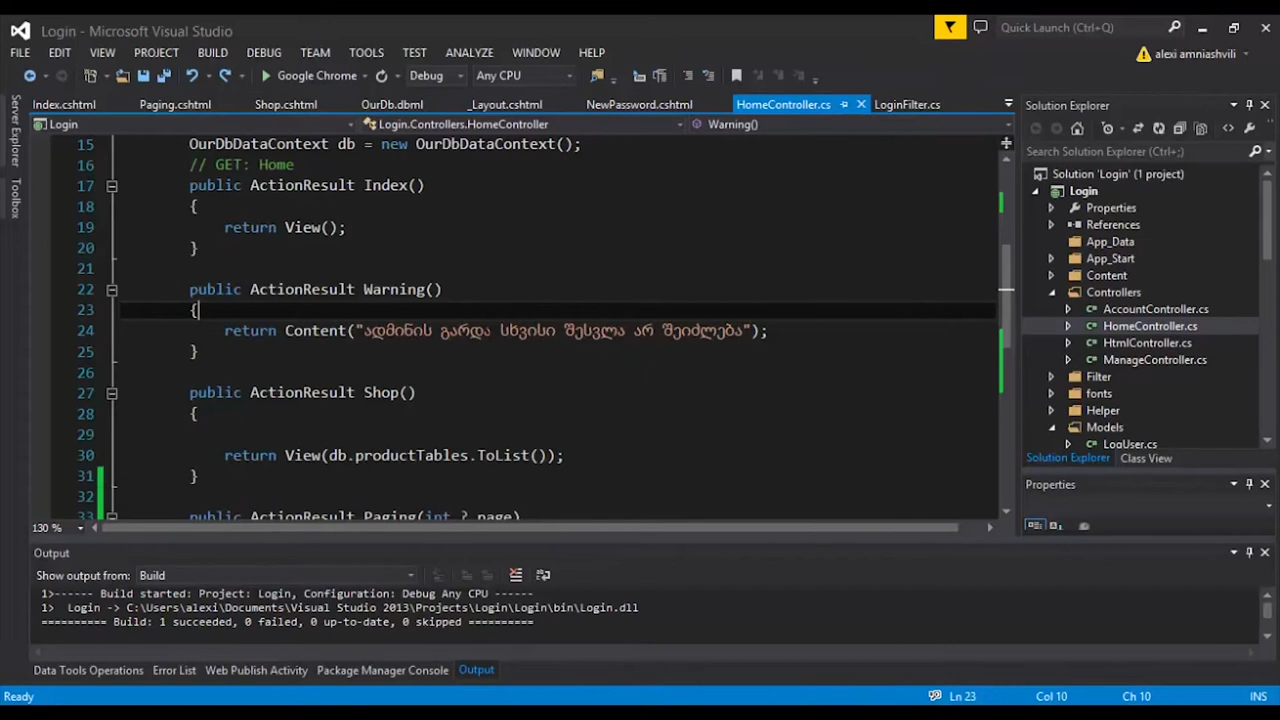 Login - Microsoft Visual Studio
Quick Launch (Ctrl+Q)
FILE EDIT VIEW PROJECT BUILD DEBUG TEAM TOOLS TEST ANALYZE WINDOW HELP
alexi amniashvili
Google Chrome Debug Any CPU
Index.cshtml Paging.cshtml Shop.cshtml OurDb.dbml _Layout.cshtml NewPassword.cshtml HomeController.cs LoginFilter.cs
Login Login.Controllers.HomeController Warning()
15 OurDbDataContext db = new OurDbDataContext();
16 // GET: Home
17 public ActionResult Index()
18 {
19 return View();
20 }
21
22 public ActionResult Warning()
23 {
24 return Content("ადმინის გარდა სხვისი შესვლა არ შეიძლება");
25 }
26
27 public ActionResult Shop()
28 {
29
30 return View(db.productTables.ToList());
31 }
32
33 public ActionResult Paging(int ? page)
130 %
Server Explorer
Toolbox
Solution Explorer
Search Solution Explorer (Ctrl+;)
Solution 'Login' (1 project)
Login
Properties
References
App_Data
App_Start
Content
Controllers
AccountController.cs
HomeController.cs
HtmlController.cs
ManageController.cs
Filter
fonts
Helper
Models
LogUser.cs
Solution Explorer Class View
Properties
Output
Show output from: Build
1>------ Build started: Project: Login, Configuration: Debug Any CPU ------
1> Login -> C:\Users\alexi\Documents\Visual Studio 2013\Projects\Login\Login\bin\Login.dll
========== Build: 1 succeeded, 0 failed, 0 up-to-date, 0 skipped ==========
Data Tools Operations Error List Web Publish Activity Package Manager Console Output
Ready Ln 23 Col 10 Ch 10 INS